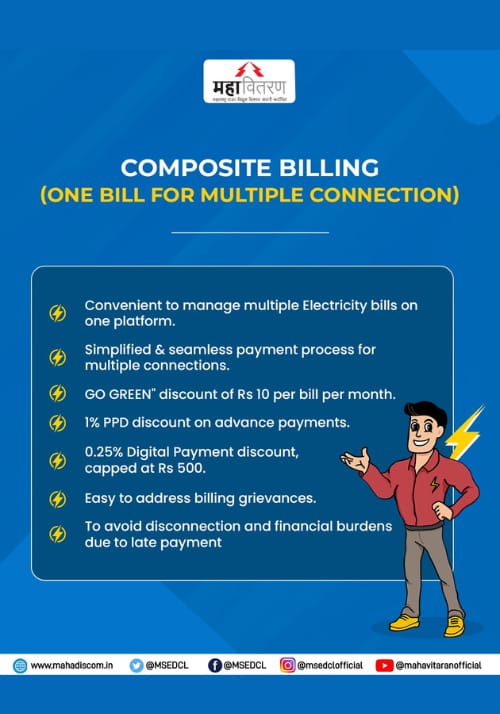 महावितरण
महाराष्ट्र राज्य विद्युत वितरण कंपनी मर्यादित
COMPOSITE BILLING
(ONE BILL FOR MULTIPLE CONNECTION)
Convenient to manage multiple Electricity bills on
one platform.
Simplified & seamless payment process for
multiple connections.
GO GREEN" discount of Rs 10 per bill per month.
1% PPD discount on advance payments.
0.25% Digital Payment discount,
capped at Rs 500.
Easy to address billing grievances.
To avoid disconnection and financial burdens
due to late payment
www.mahadiscom.in @MSEDCL @MSEDCL @msedclofficial @mahavitaranofficial